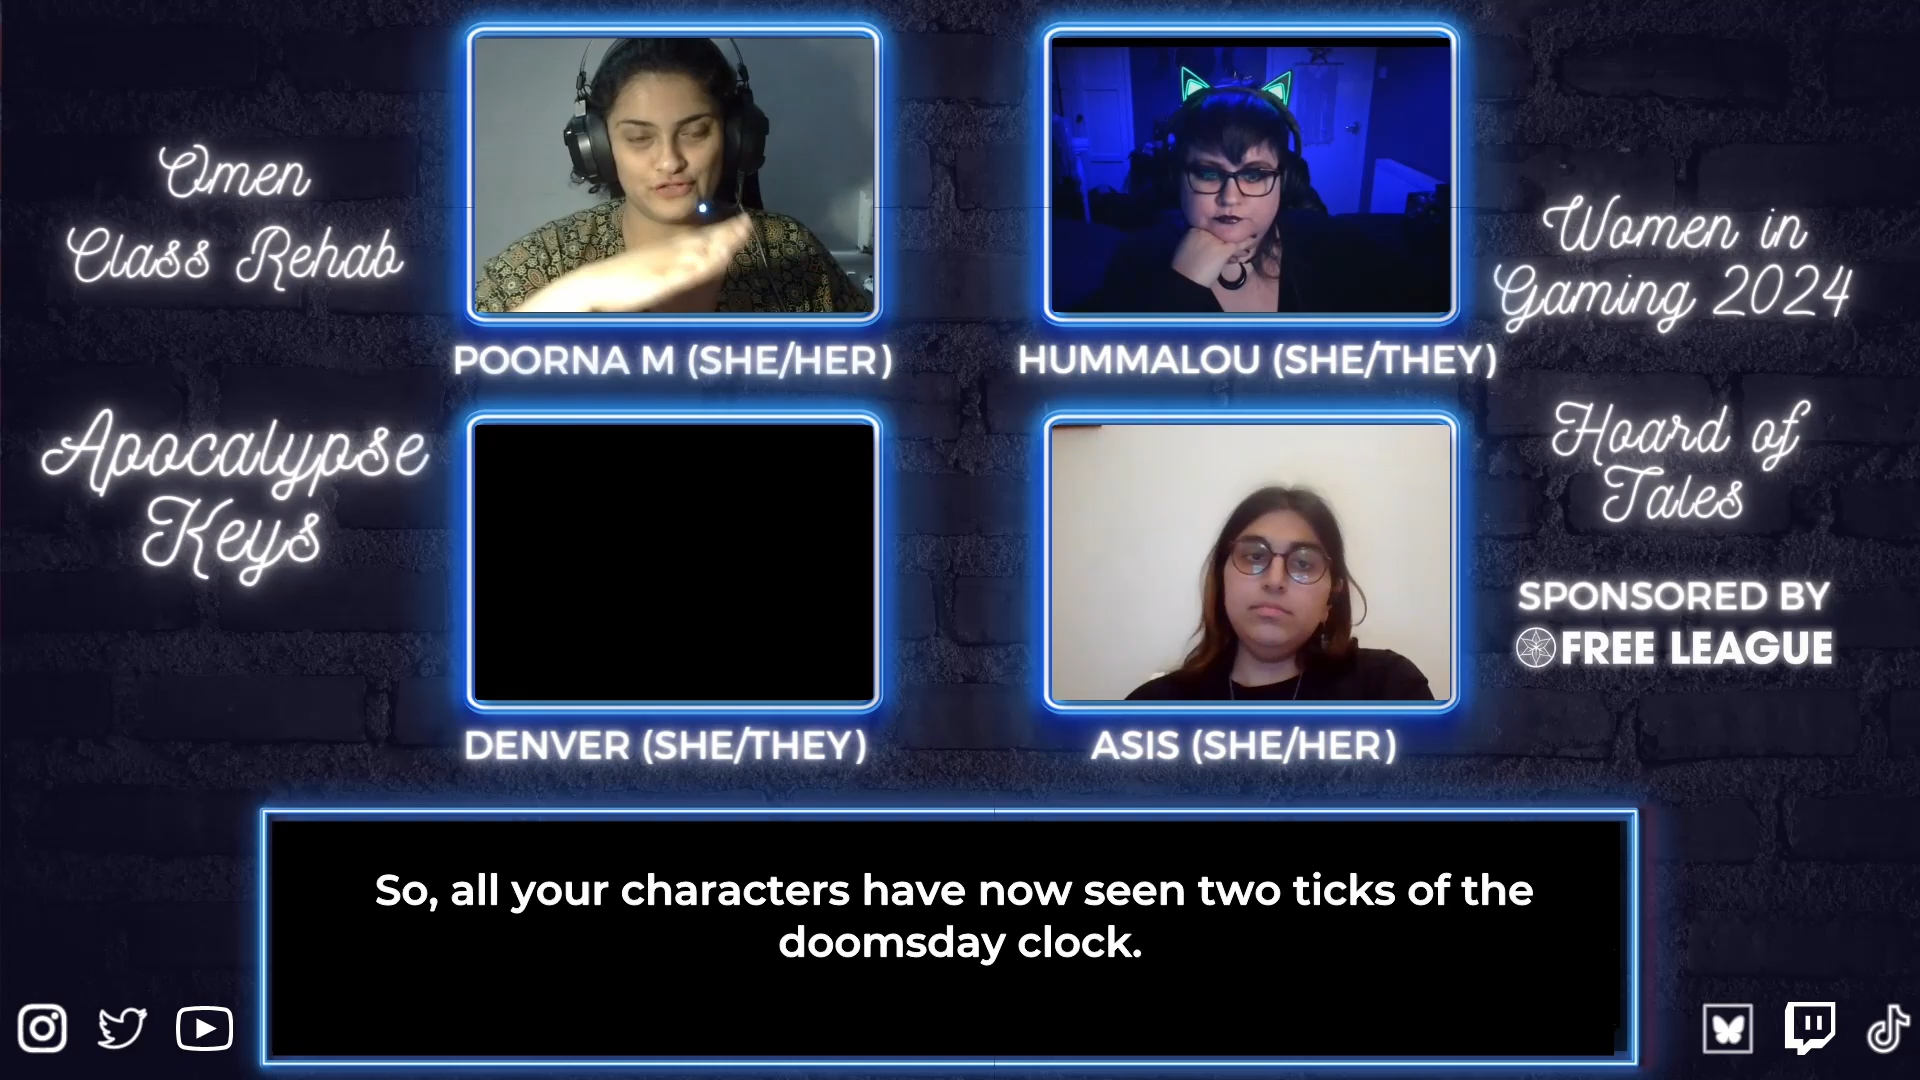 Omen
Class Rehab
Apocalypse
Keys
POORNA M (SHE/HER)
HUMMALOU (SHE/THEY)
DENVER (SHE/THEY)
ASIS (SHE/HER)
Women in
Gaming 2024
Hoard of
Tales
SPONSORED BY
FREE LEAGUE
So, all your characters have now seen two ticks of the
doomsday clock.